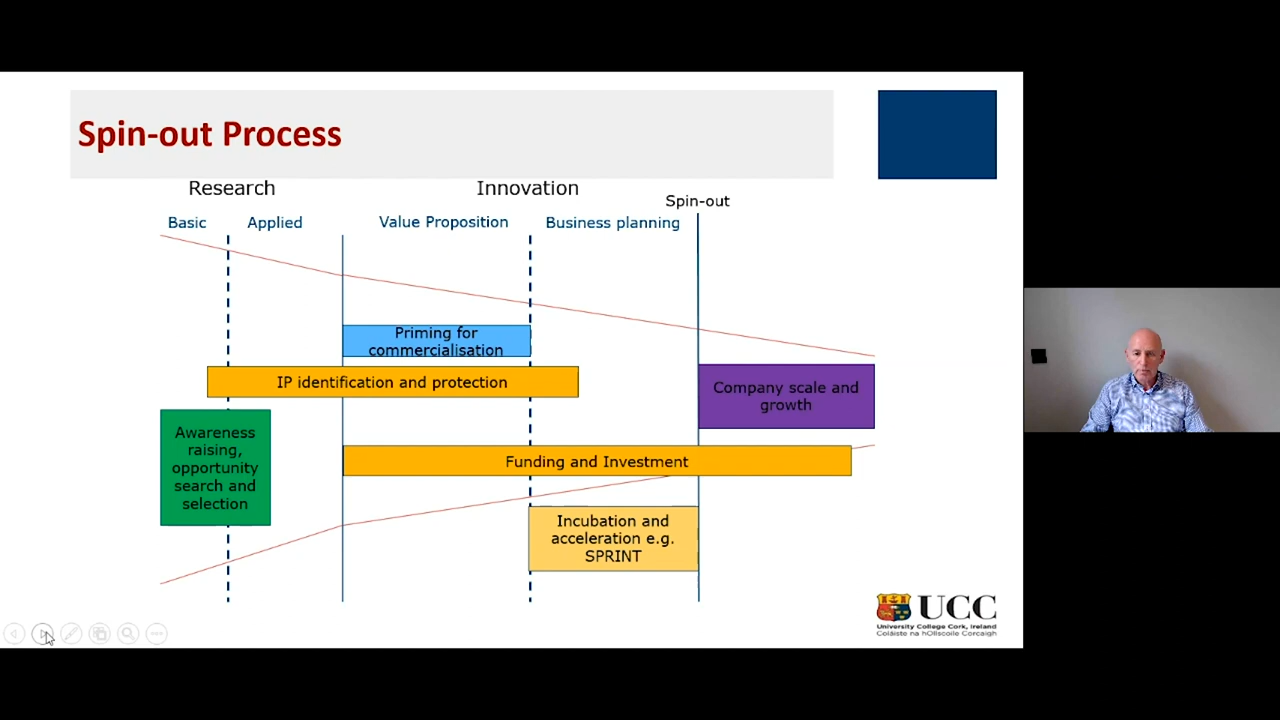 Spin-out Process
Research
Innovation
Spin-out
Basic
Applied
Value Proposition
Business planning
Priming for
commercialisation
IP identification and protection
Company scale and
growth
Awareness
raising,
opportunity
search and
selection
Funding and Investment
Incubation and
acceleration e.g.
SPRINT
UCC
University College Cork, Ireland
Coláiste na hOllscoile Corcaigh